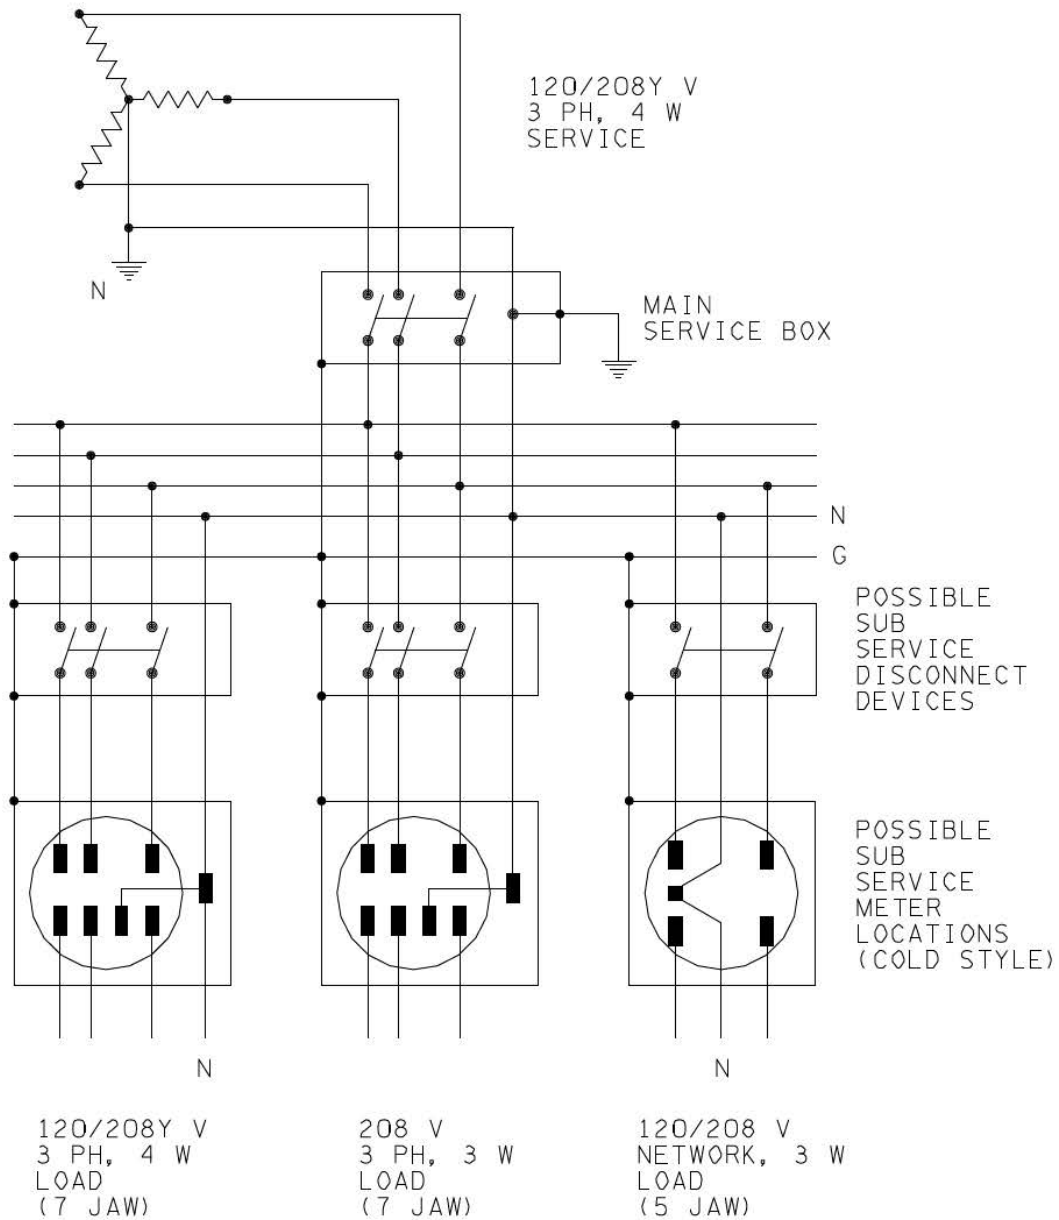 120/208Y V
3 PH, 4 W
SERVICE
N
MAIN
SERVICE BOX
N
G
POSSIBLE
SUB
SERVICE
DISCONNECT
DEVICES
POSSIBLE
SUB
SERVICE
METER
LOCATIONS
(COLD STYLE)
N
N
120/208Y V
3 PH, 4 W
LOAD
(7 JAW)
208 V
3 PH, 3 W
LOAD
(7 JAW)
120/208 V
NETWORK, 3 W
LOAD
(5 JAW)